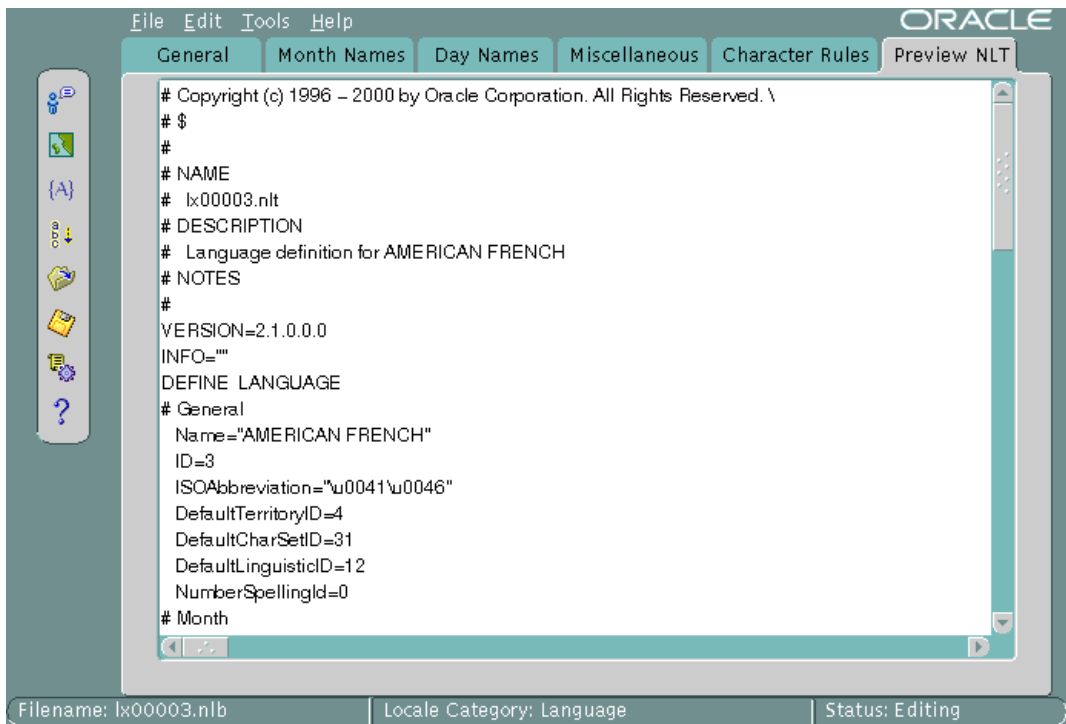 File Edit Tools Help
ORACLE
General Month Names Day Names Miscellaneous Character Rules Preview NLT
# Copyright (c) 1996 – 2000 by Oracle Corporation. All Rights Reserved. \
# $
#
# NAME
# lx00003.nlt
# DESCRIPTION
# Language definition for AMERICAN FRENCH
# NOTES
#
VERSION=2.1.0.0.0
INFO=""
DEFINE LANGUAGE
# General
Name="AMERICAN FRENCH"
ID=3
ISOAbbreviation="\u0041\u0046"
DefaultTerritoryID=4
DefaultCharSetID=31
DefaultLinguisticID=12
NumberSpellingId=0
# Month
{A}
a
b
c
?
Filename: lx00003.nlb Locale Category: Language Status: Editing